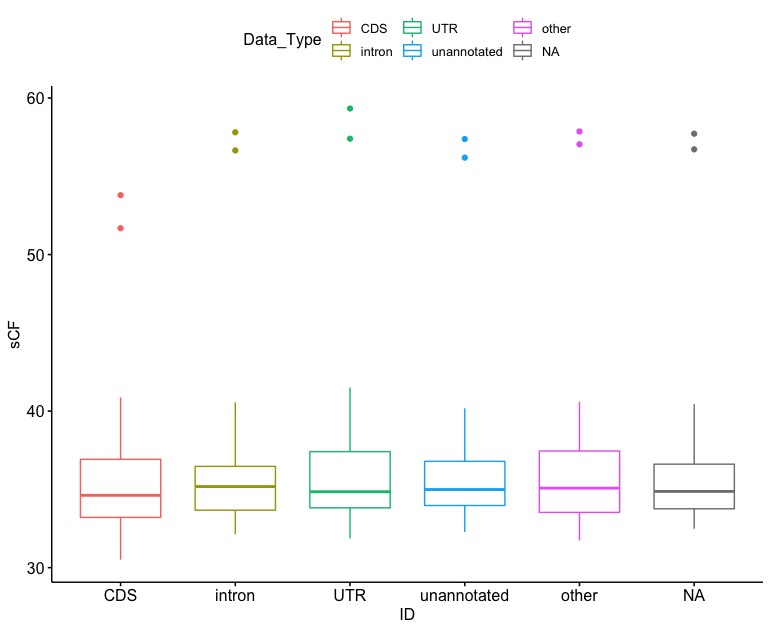 Data_Type
CDS
UTR
other
intron
unannotated
NA
60
50
40
30
sCF
CDS intron UTR unannotated other NA
ID